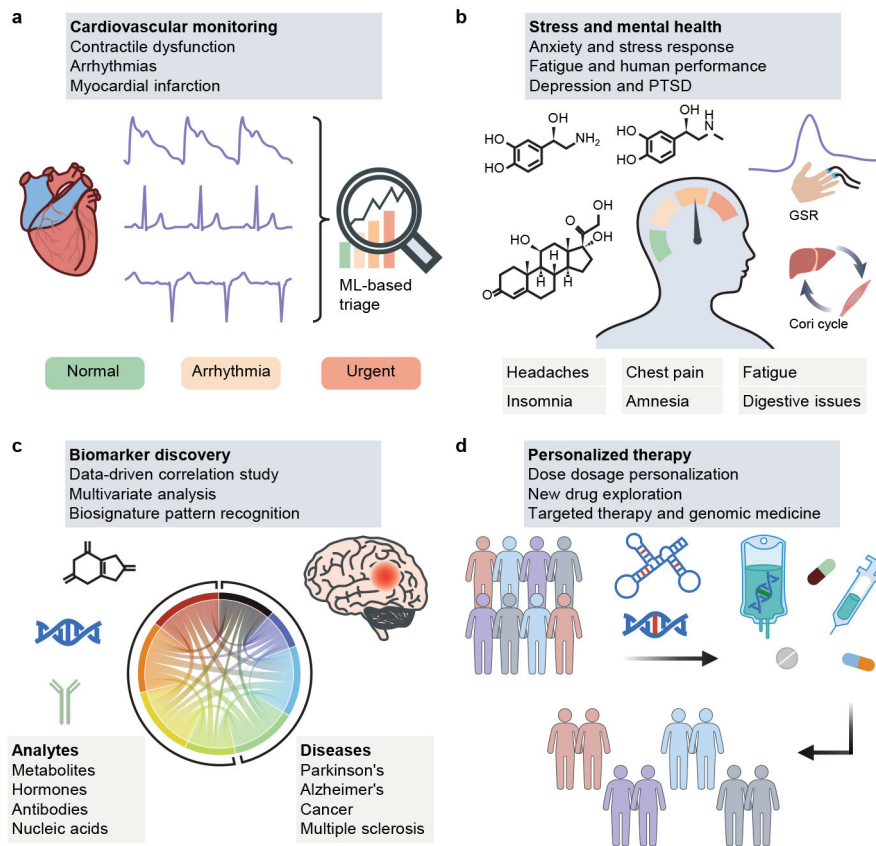 a
Cardiovascular monitoring
Contractile dysfunction
Arrhythmias
Myocardial infarction
ML-based
triage
Normal
Arrhythmia
Urgent
b
Stress and mental health
Anxiety and stress response
Fatigue and human performance
Depression and PTSD
OH
HO
HO
NH2
OH
H
N
HO
HO
GSR
OH
O
HO
OH
H
H
H
O
Cori cycle
Headaches
Chest pain
Fatigue
Insomnia
Amnesia
Digestive issues
c
Biomarker discovery
Data-driven correlation study
Multivariate analysis
Biosignature pattern recognition
Analytes
Metabolites
Hormones
Antibodies
Nucleic acids
Diseases
Parkinson's
Alzheimer's
Cancer
Multiple sclerosis
d
Personalized therapy
Dose dosage personalization
New drug exploration
Targeted therapy and genomic medicine